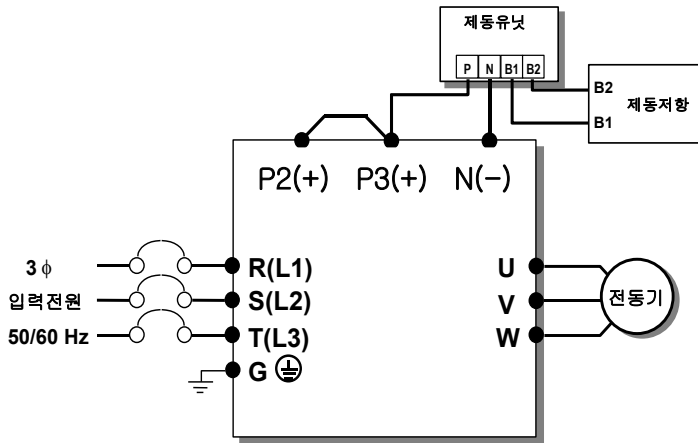 제동유닛
P N B1 B2
B2
제동저항
B1
P2(+) P3(+) N(-)
3 ϕ
R(L1)
U
입력전원
S(L2)
V
전동기
50/60 Hz
T(L3)
W
G